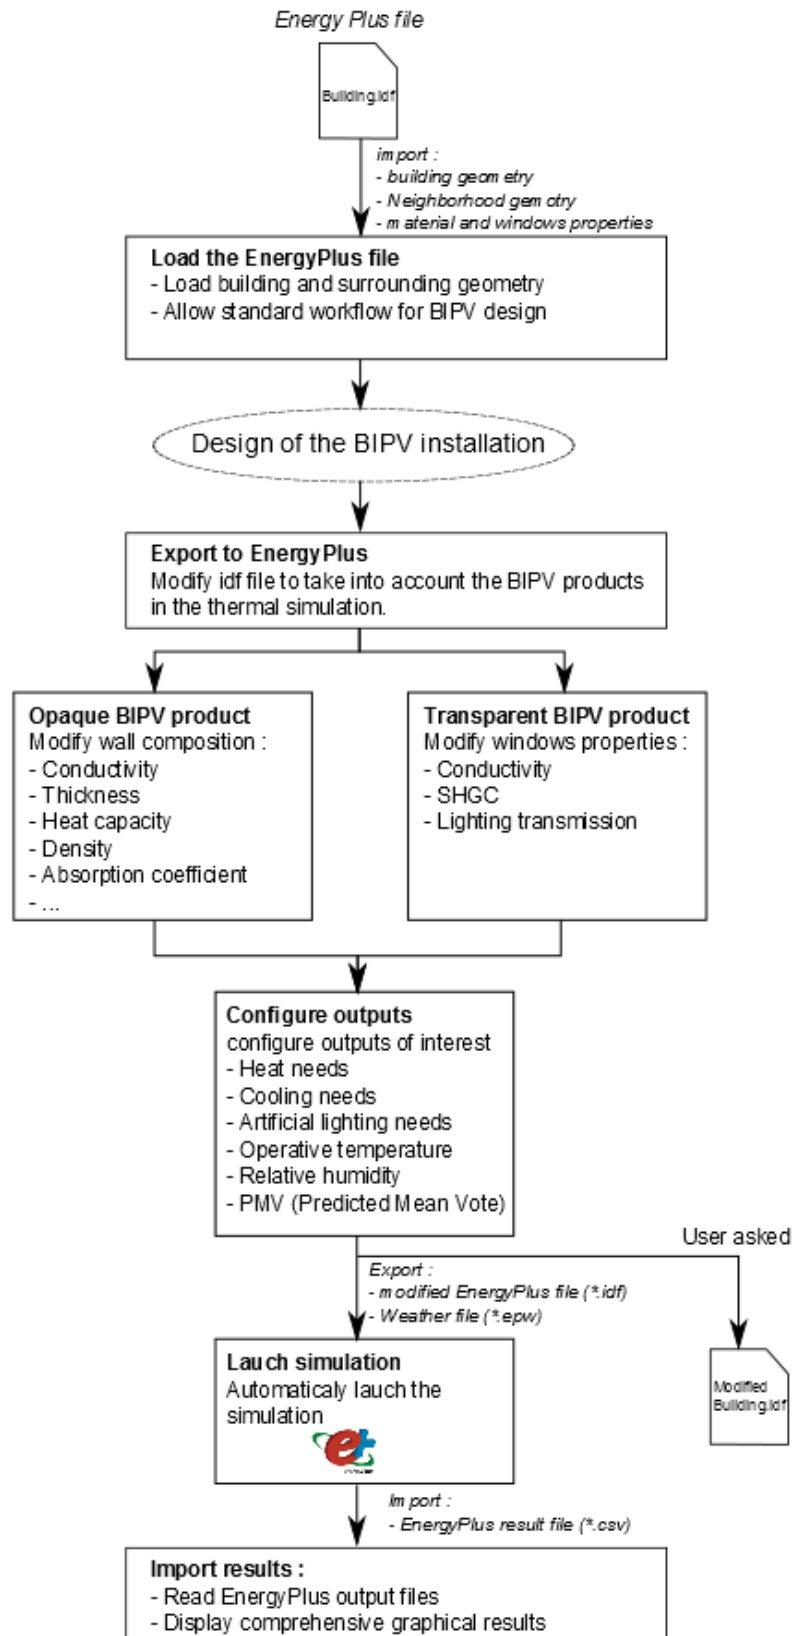 Energy Plus file
Building.idf
import :
- building geometry
- Neighborhood gemotry
- material and windows properties
Load the EnergyPlus file
- Load building and surrounding geometry
- Allow standard workflow for BIPV design
Design of the BIPV installation
Export to EnergyPlus
Modify idf file to take into account the BIPV products
in the thermal simulation.
Opaque BIPV product
Modify wall composition :
- Conductivity
- Thickness
- Heat capacity
- Density
- Absorption coefficient
- ...
Transparent BIPV product
Modify windows properties :
- Conductivity
- SHGC
- Lighting transmission
Configure outputs
configure outputs of interest
- Heat needs
- Cooling needs
- Artificial lighting needs
- Operative temperature
- Relative humidity
- PMV (Predicted Mean Vote)
User asked
Export :
- modified EnergyPlus file (*.idf)
- Weather file (*.epw)
Modified
Building.idf
Lauch simulation
Automaticaly lauch the
simulation
Import :
- EnergyPlus result file (*.csv)
Import results :
- Read EnergyPlus output files
- Display comprehensive graphical results